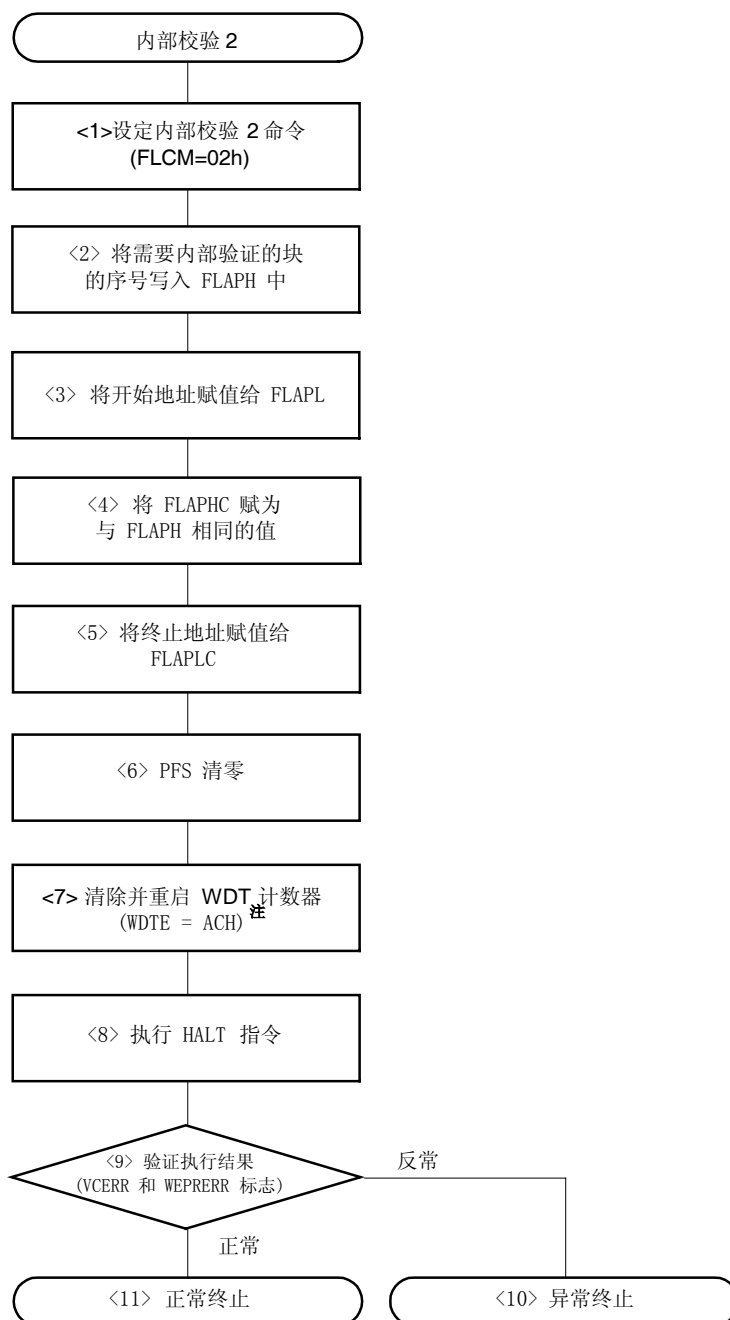 内部校验 2
<1>设定内部校验 2 命令
(FLCM=02h)
<2> 将需要内部验证的块
的序号写入 FLAPH 中
<3> 将开始地址赋值给 FLAPL
<4> 将 FLAPHC 赋为
与 FLAPH 相同的值
<5> 将终止地址赋值给
FLAPLC
<6> PFS 清零
<7> 清除并重启 WDT 计数器
(WDTE = ACH)注
<8> 执行 HALT 指令
<9> 验证执行结果
(VCERR 和 WEPRERR 标志)
反常
正常
<11> 正常终止
<10> 异常终止